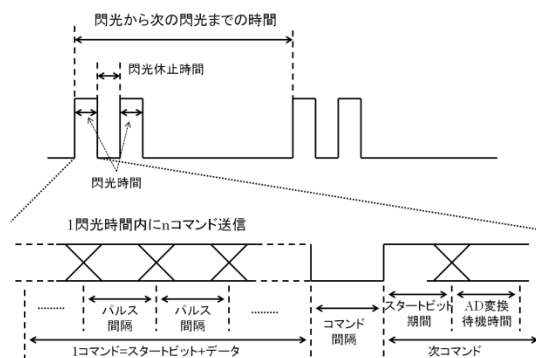 閃光から次の閃光までの時間
閃光休止時間
閃光時間
1閃光時間内にnコマンド送信
........
パルス
間隔
パルス
間隔
........
コマンド
間隔
スタートビット
期間
AD変換
待機時間
1コマンド=スタートビット+データ
次コマンド